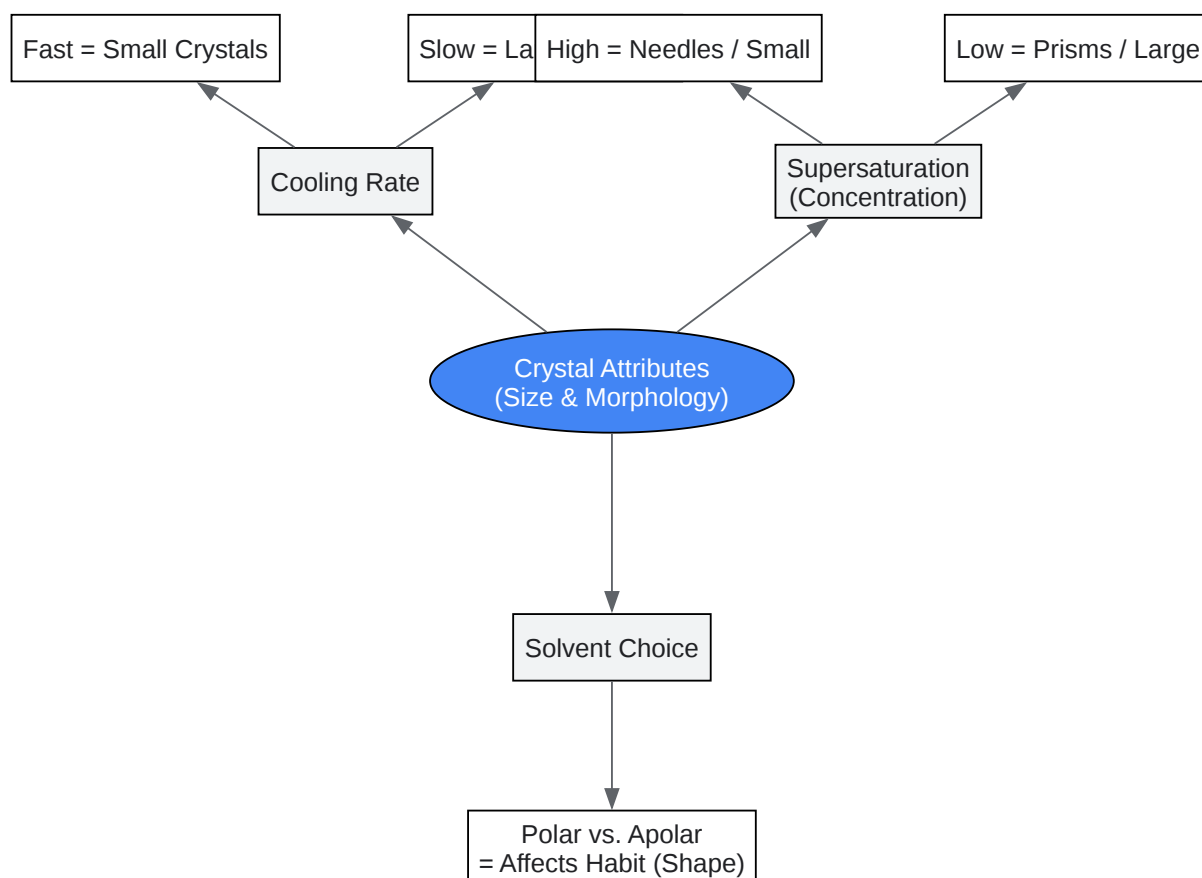 Fast = Small Crystals
Slow =
High = Needles / Small
Low = Prisms / Large
Cooling Rate
Supersaturation
(Concentration)
Crystal Attributes
(Size & Morphology)
Solvent Choice
Polar vs. Apolar
= Affects Habit (Shape)